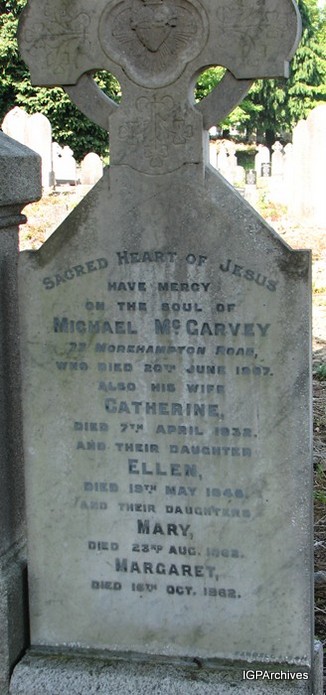 Sacred Heart of Jesus
Have Mercy
on the soul of
Michael McGarvey
Morehampton Road,
who died 20th June 1907.
Also his wife
Catherine,
died 7th April 1932.
and their daughter
Ellen,
died 19th May 1948.
and their daughters
Mary,
died 23rd Aug. 1962.
Margaret,
died 16th Oct. 1962.
IGPArchives